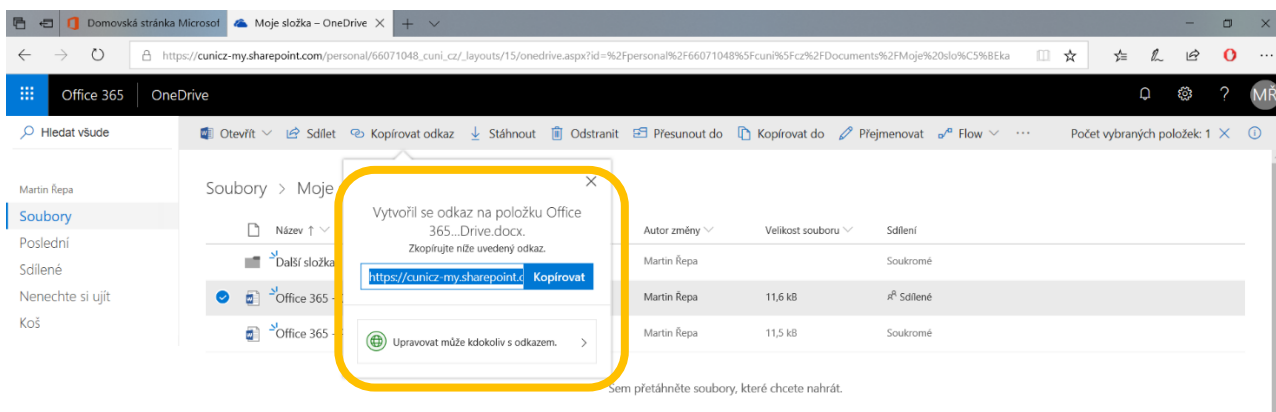 Domovská stránka Microsof
Moje složka – OneDrive
https://cunicz-my.sharepoint.com/personal/66071048_cuni_cz/_layouts/15/onedrive.aspx?id=%2Fpersonal%2F66071048%5Fcuni%5Fcz%2FDocuments%2FMoje%20slo%C5%BEka
Office 365 OneDrive
MŘ
Hledat všude
Otevřít Sdílet Kopírovat odkaz Stáhnout Odstranit Přesunout do Kopírovat do Přejmenovat Flow ... Počet vybraných položek: 1
Martin Řepa
Soubory
Poslední
Sdílené
Nenechte si ujít
Koš
Soubory > Moje
Název ↑ Autor změny Velikost souboru Sdílení
Další složka Martin Řepa Soukromé
Office 365 - Martin Řepa 11,6 kB Sdílené
Office 365 - Martin Řepa 11,5 kB Soukromé
Vytvořil se odkaz na položku Office
365...Drive.docx.
Zkopírujte níže uvedený odkaz.
https://cunicz-my.sharepoint.c Kopírovat
Upravovat může kdokoliv s odkazem.
Sem přetáhněte soubory, které chcete nahrát.